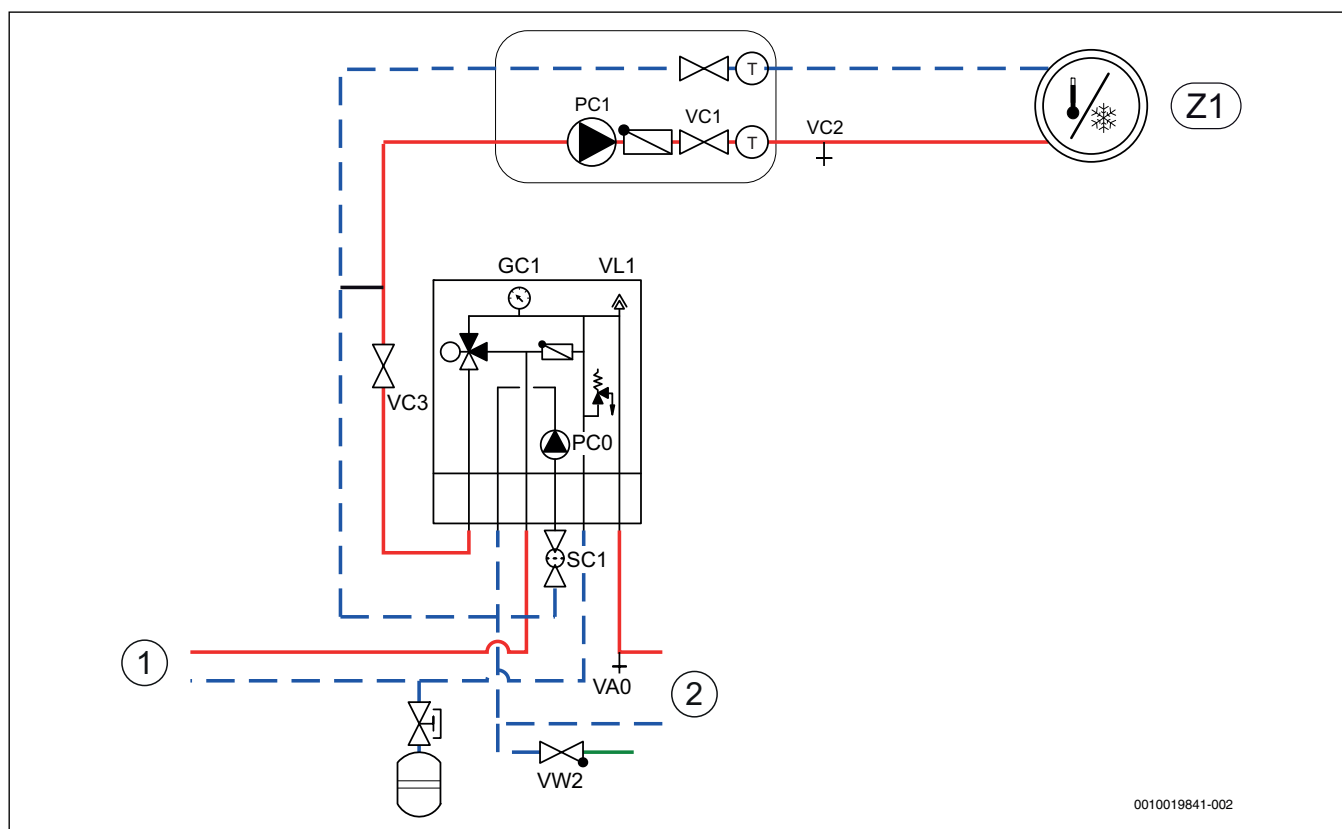 T
PC1
VC1
T
VC2
Z1
GC1
VL1
VC3
PC0
SC1
1
VA0
2
VW2
0010019841-002